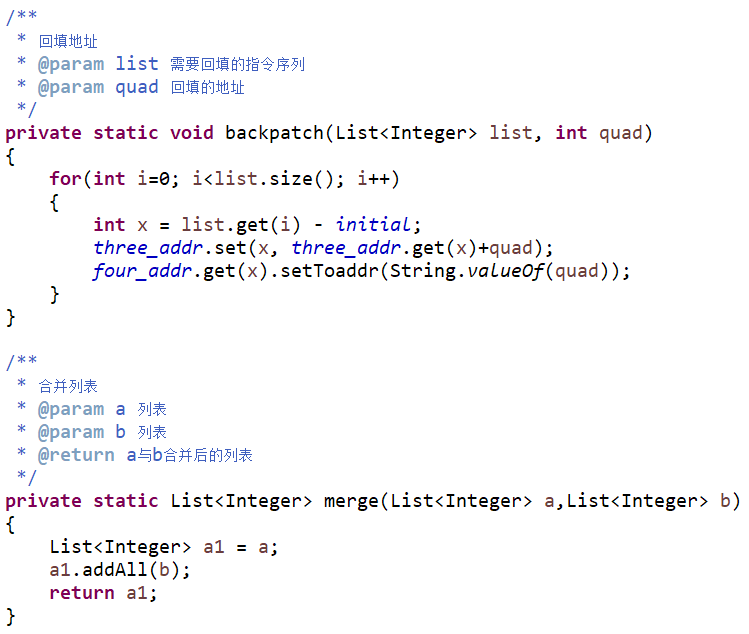 /**
 * 回填地址
 * @param list 需要回填的指令序列
 * @param quad 回填的地址
 */
private static void backpatch(List<Integer> list, int quad)
{
    for(int i=0; i<list.size(); i++)
    {
        int x = list.get(i) - initial;
        three_addr.set(x, three_addr.get(x)+quad);
        four_addr.get(x).setToaddr(String.valueOf(quad));
    }
}

/**
 * 合并列表
 * @param a 列表
 * @param b 列表
 * @return a与b合并后的列表
 */
private static List<Integer> merge(List<Integer> a,List<Integer> b)
{
    List<Integer> a1 = a;
    a1.addAll(b);
    return a1;
}